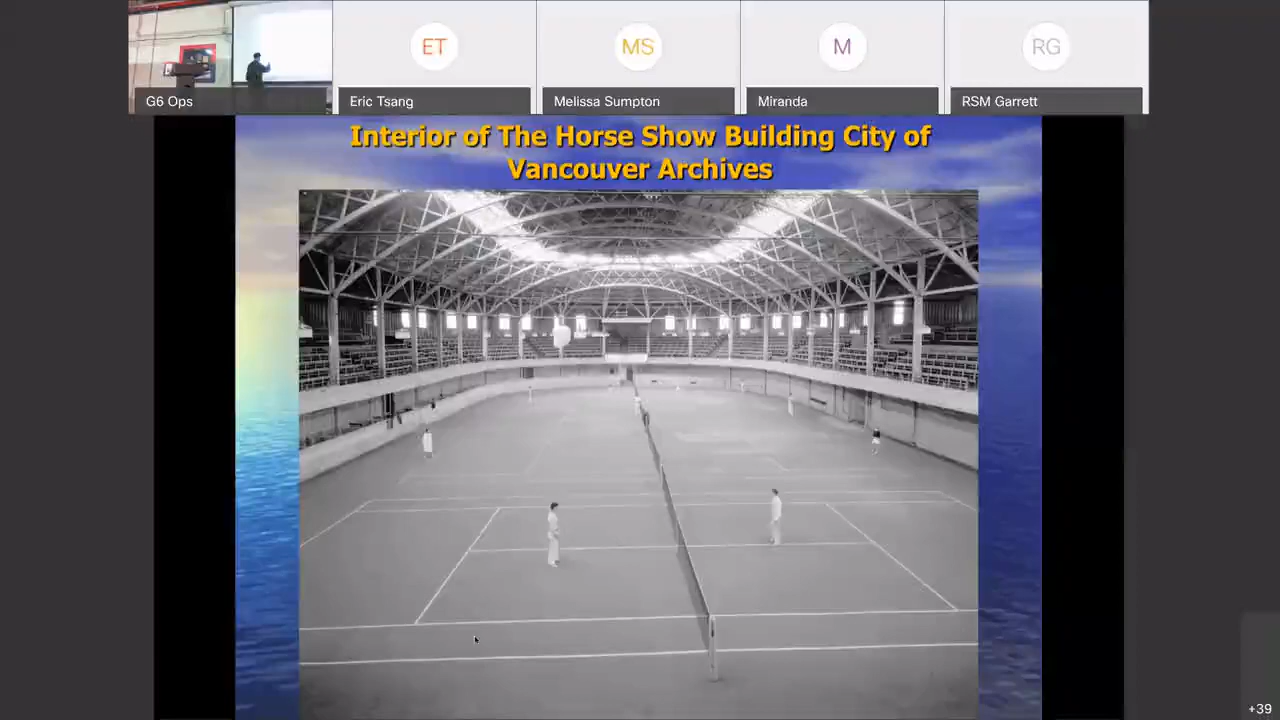 ET
MS
M
RG
G6 Ops
Eric Tsang
Melissa Sumpton
Miranda
RSM Garrett
Interior of The Horse Show Building City of
Vancouver Archives
+39